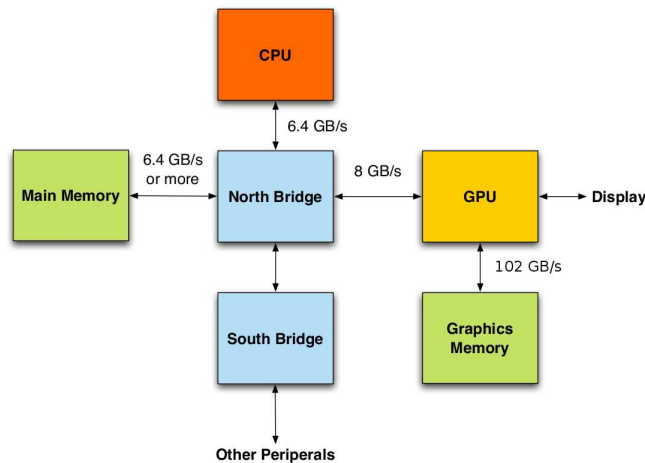 CPU
6.4 GB/s
6.4 GB/s
or more
8 GB/s
Main Memory
North Bridge
GPU
Display
102 GB/s
South Bridge
Graphics
Memory
Other Periperals